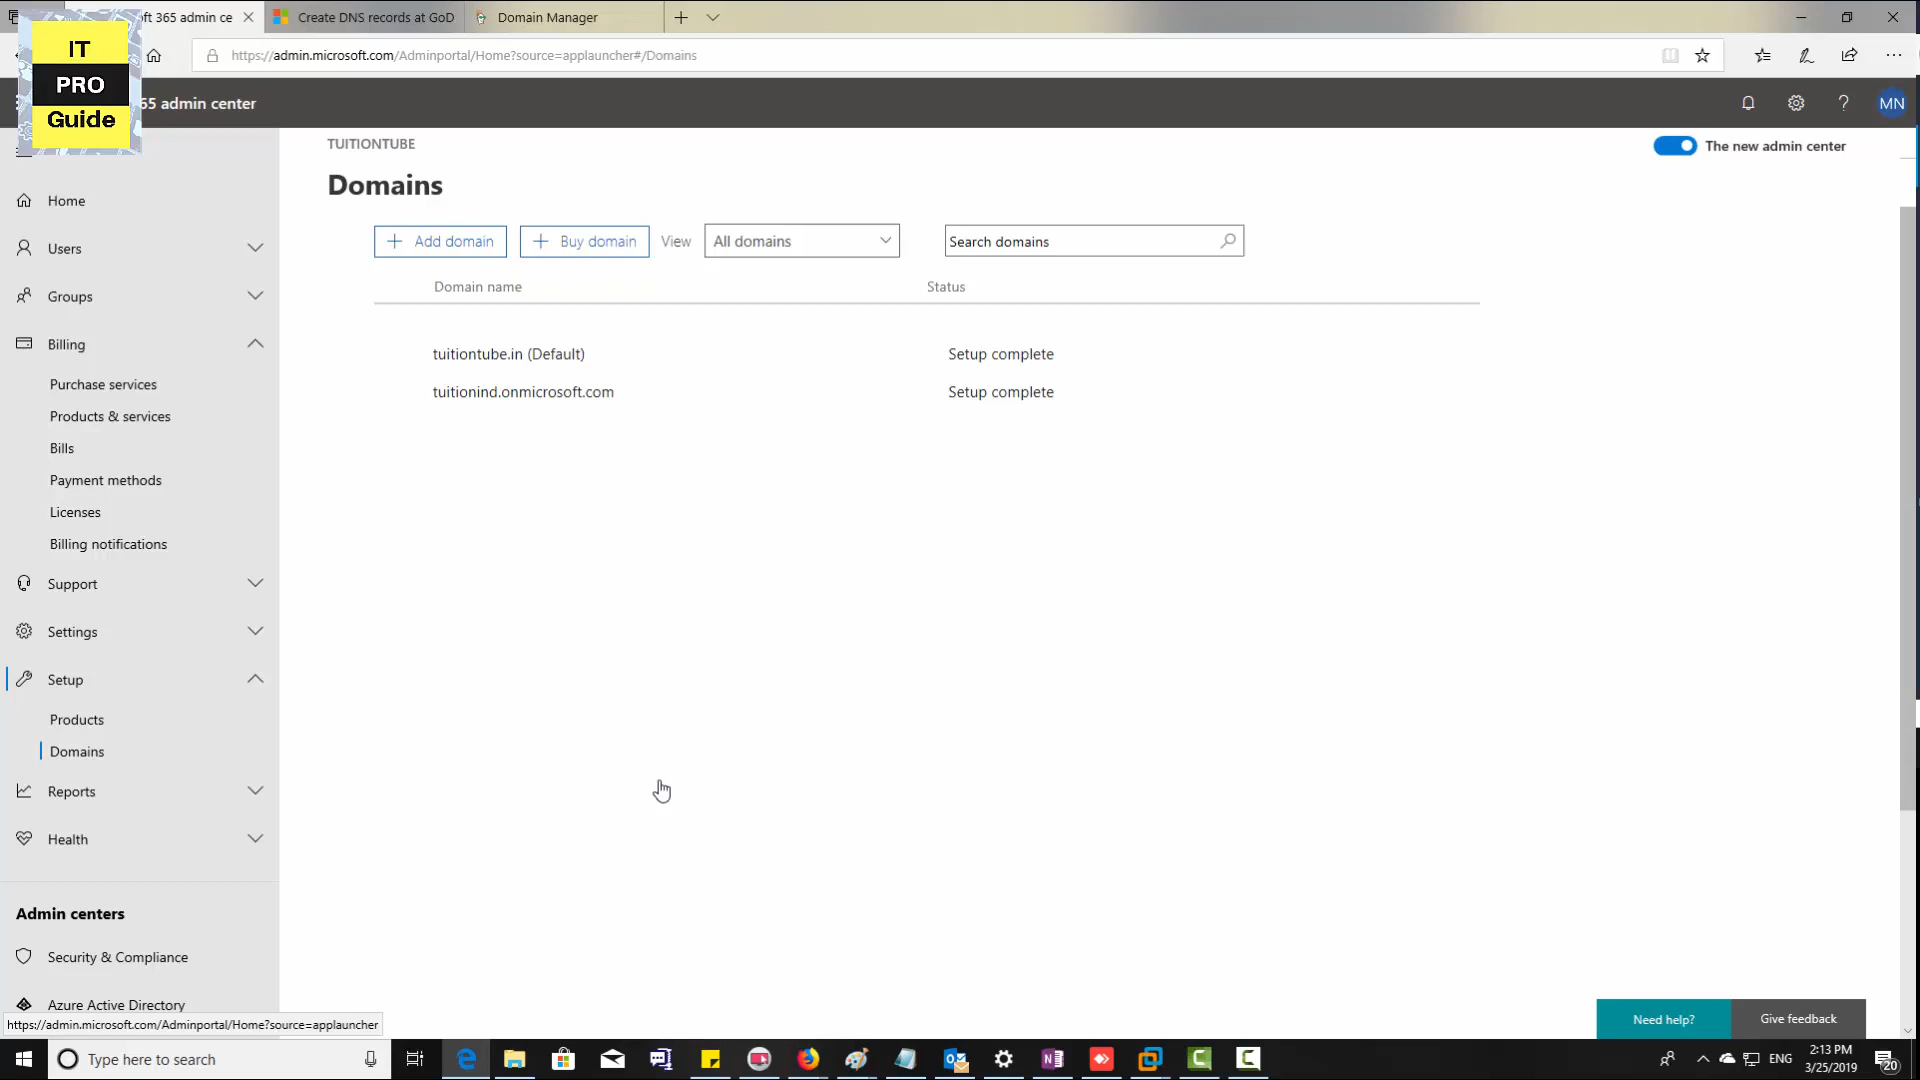 oft 365 admin ce
Create DNS records at GoD
Domain Manager
https://admin.microsoft.com/Adminportal/Home?source=applauncher#/Domains
IT
PRO
Guide
65 admin center
?
MN
TUITIONTUBE
The new admin center
Domains
Add domain
Buy domain
View
All domains
Search domains
Domain name
Status
tuitiontube.in (Default)
Setup complete
tuitionind.onmicrosoft.com
Setup complete
Home
Users
Groups
Billing
Purchase services
Products & services
Bills
Payment methods
Licenses
Billing notifications
Support
Settings
Setup
Products
Domains
Reports
Health
Admin centers
Security & Compliance
Azure Active Directory
https://admin.microsoft.com/Adminportal/Home?source=applauncher
Need help?
Give feedback
Type here to search
ENG
2:13 PM
3/25/2019
20